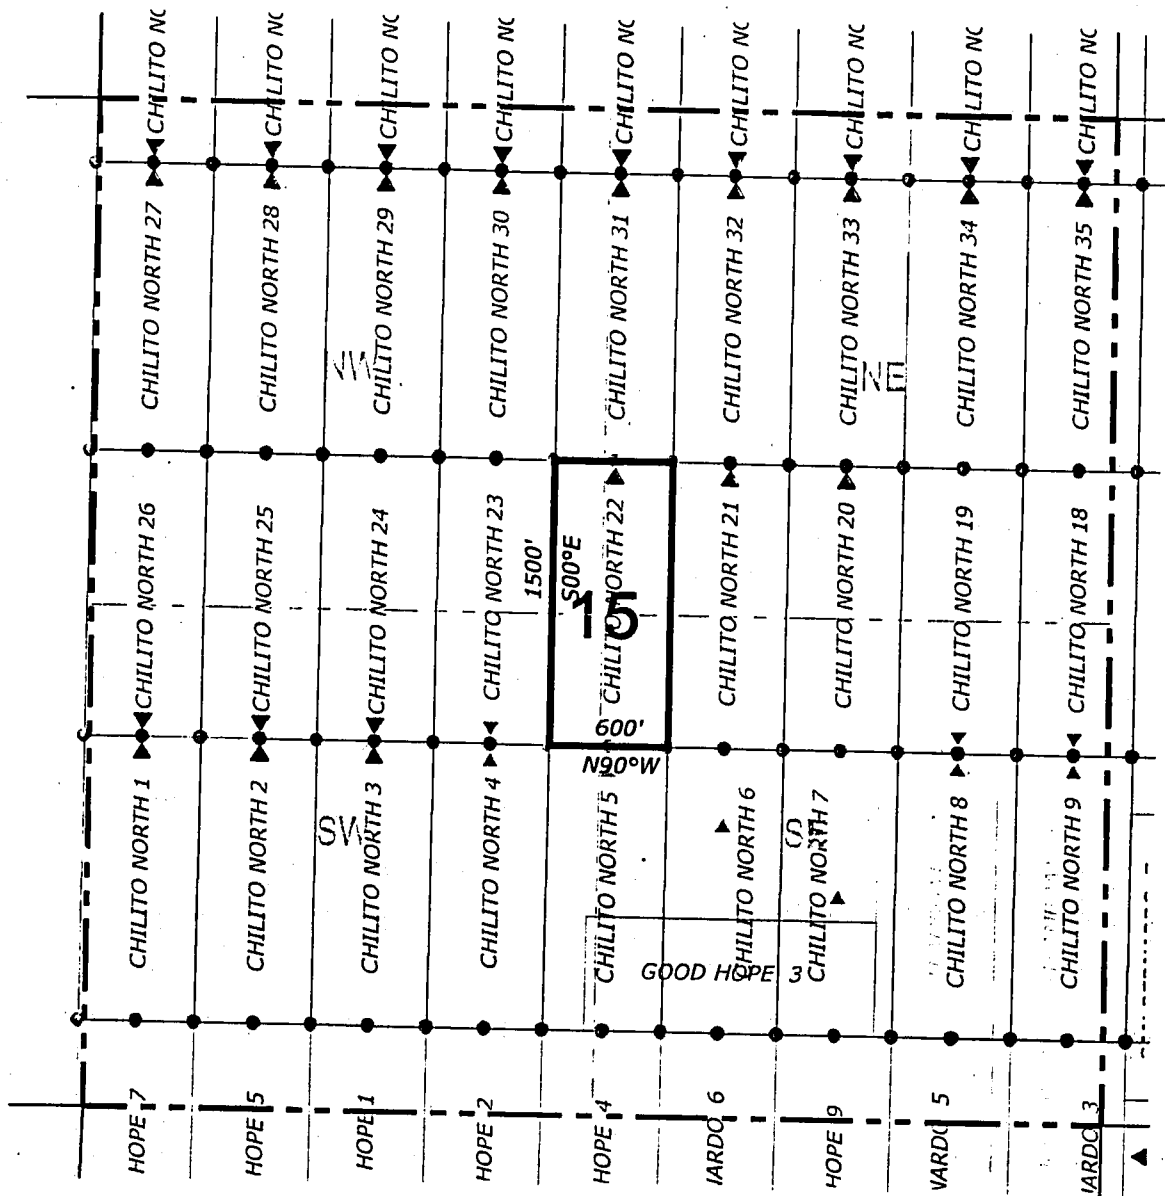 CHILITO NO
CHILITO NO
CHILITO NO
CHILITO NO
CHILITO NO
CHILITO NO
CHILITO NO
CHILITO NO
CHILITO NO
CHILITO NORTH 27
CHILITO NORTH 28
CHILITO NORTH 29
CHILITO NORTH 30
CHILITO NORTH 31
CHILITO NORTH 32
CHILITO NORTH 33
CHILITO NORTH 34
CHILITO NORTH 35
NW
NE
CHILITO NORTH 26
CHILITO NORTH 25
CHILITO NORTH 24
CHILITO NORTH 23
1500'
S00°E
CHILITO NORTH 22
15
CHILITO NORTH 21
CHILITO NORTH 20
CHILITO NORTH 19
CHILITO NORTH 18
600'
N90°W
CHILITO NORTH 1
CHILITO NORTH 2
SW
CHILITO NORTH 3
CHILITO NORTH 4
CHILITO NORTH 5
CHILITO NORTH 6
SE
CHILITO NORTH 7
CHILITO NORTH 8
CHILITO NORTH 9
GOOD HOPE 3
HOPE 7
HOPE 5
HOPE 1
HOPE 2
HOPE 4
IARDO 6
HOPE 9
NARDO 5
IARDO 3